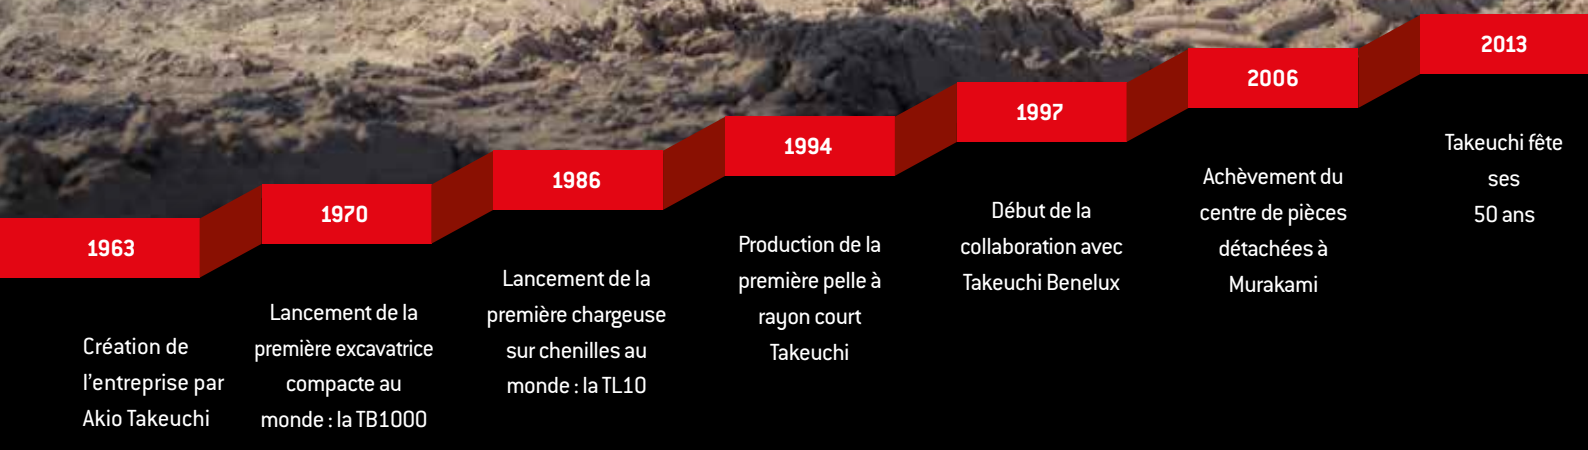 1963
Création de
l’entreprise par
Akio Takeuchi
1970
Lancement de la
première excavatrice
compacte au
monde : la TB1000
1986
Lancement de la
première chargeuse
sur chenilles au
monde : la TL10
1994
Production de la
première pelle à
rayon court
Takeuchi
1997
Début de la
collaboration avec
Takeuchi Benelux
2006
Achèvement du
centre de pièces
détachées à
Murakami
2013
Takeuchi fête
ses
50 ans